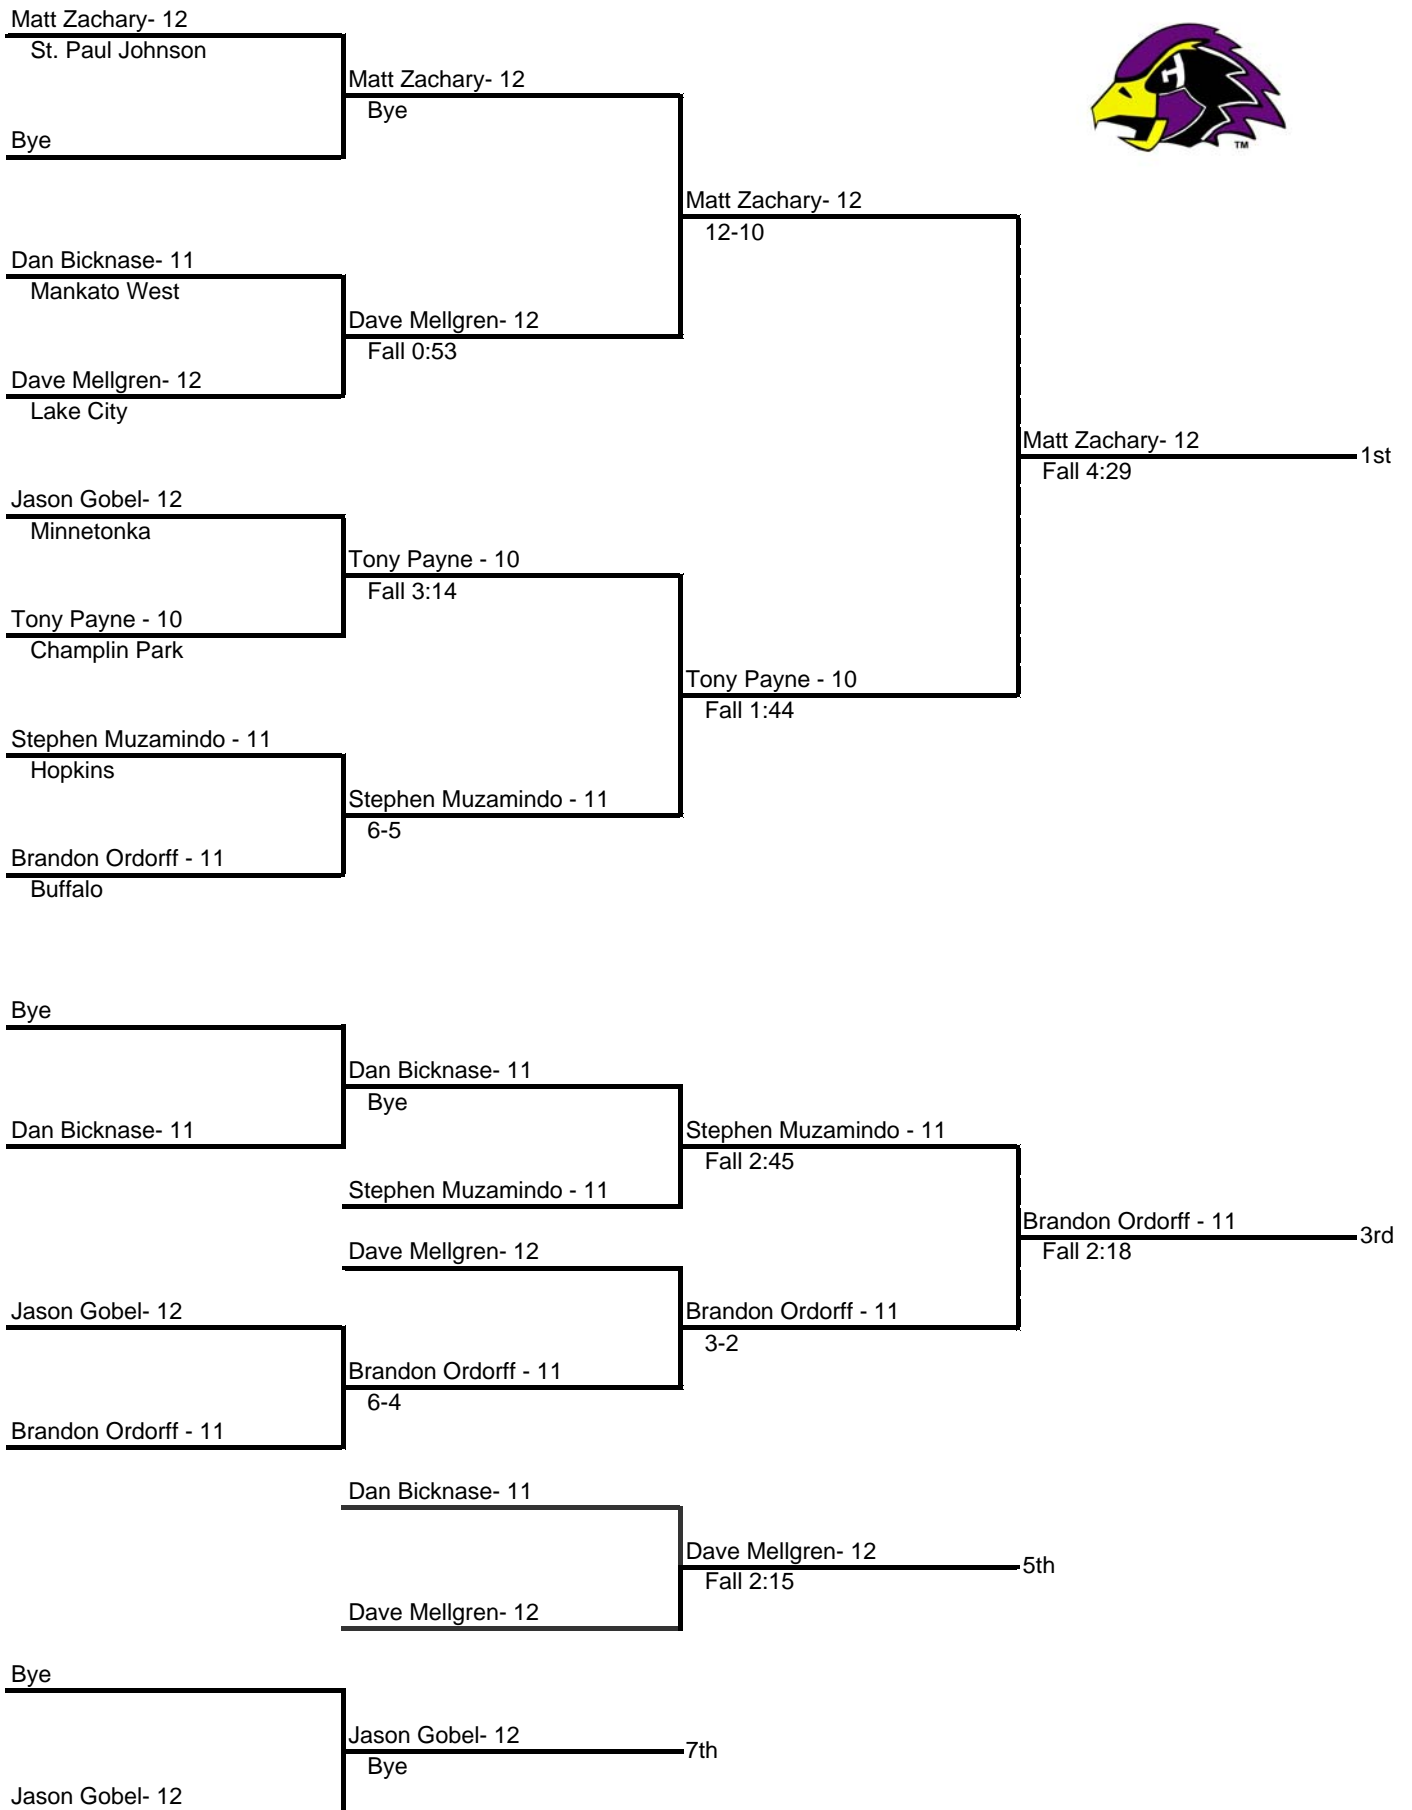 Matt Zachary- 12
St. Paul Johnson
Matt Zachary- 12
Bye
Bye
Matt Zachary- 12
12-10
Dan Bicknase- 11
Mankato West
Dave Mellgren- 12
Fall 0:53
Dave Mellgren- 12
Lake City
Matt Zachary- 12
1st
Fall 4:29
Jason Gobel- 12
Minnetonka
Tony Payne - 10
Fall 3:14
Tony Payne - 10
Champlin Park
Tony Payne - 10
Fall 1:44
Stephen Muzamindo - 11
Hopkins
Stephen Muzamindo - 11
6-5
Brandon Ordorff - 11
Buffalo
Bye
Dan Bicknase- 11
Bye
Dan Bicknase- 11
Stephen Muzamindo - 11
Fall 2:45
Stephen Muzamindo - 11
Brandon Ordorff - 11
3rd
Fall 2:18
Dave Mellgren- 12
Jason Gobel- 12
Brandon Ordorff - 11
3-2
Brandon Ordorff - 11
6-4
Brandon Ordorff - 11
Dan Bicknase- 11
Dave Mellgren- 12
5th
Fall 2:15
Dave Mellgren- 12
Bye
Jason Gobel- 12
7th
Bye
Jason Gobel- 12
TM